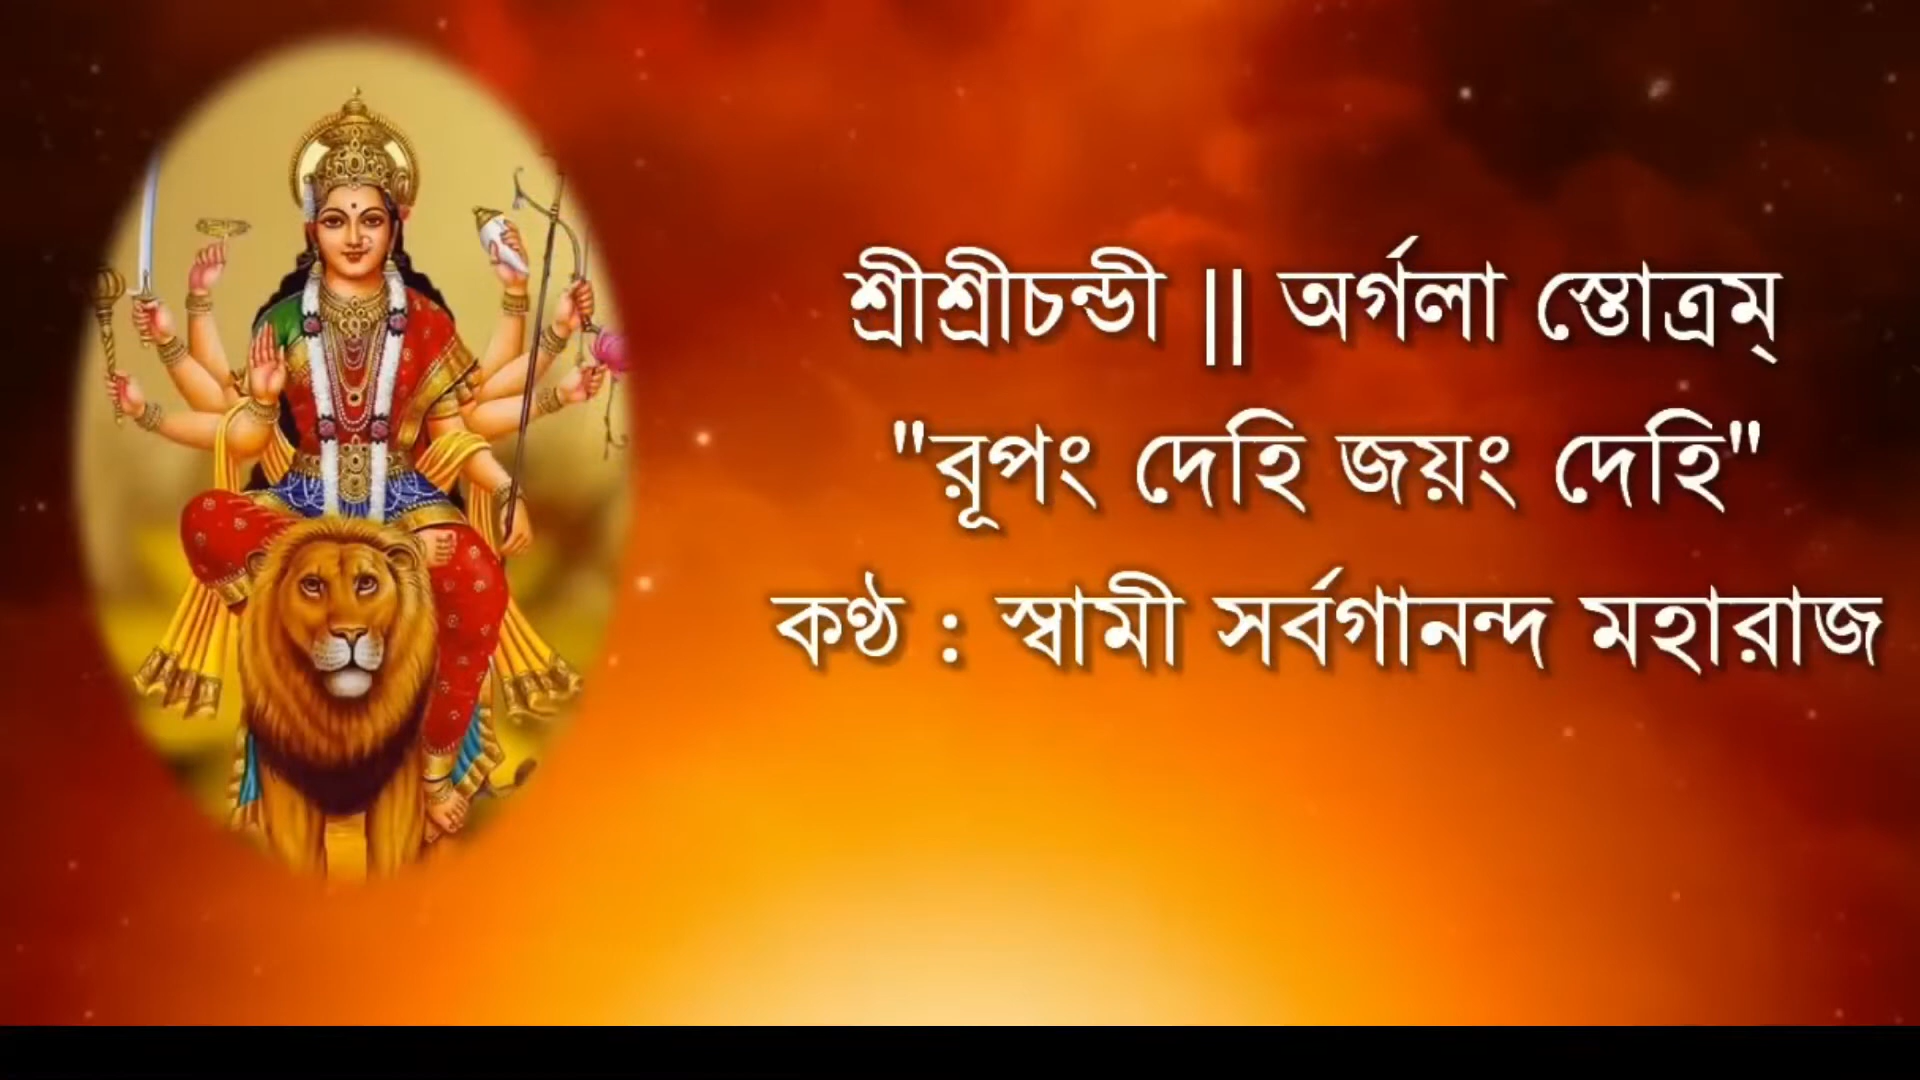 শ্রীশ্রীচন্ডী || অর্গলা স্তোত্রম্
"রূপং দেহি জয়ং দেহি"
কণ্ঠ : স্বামী সর্বগানন্দ মহারাজ